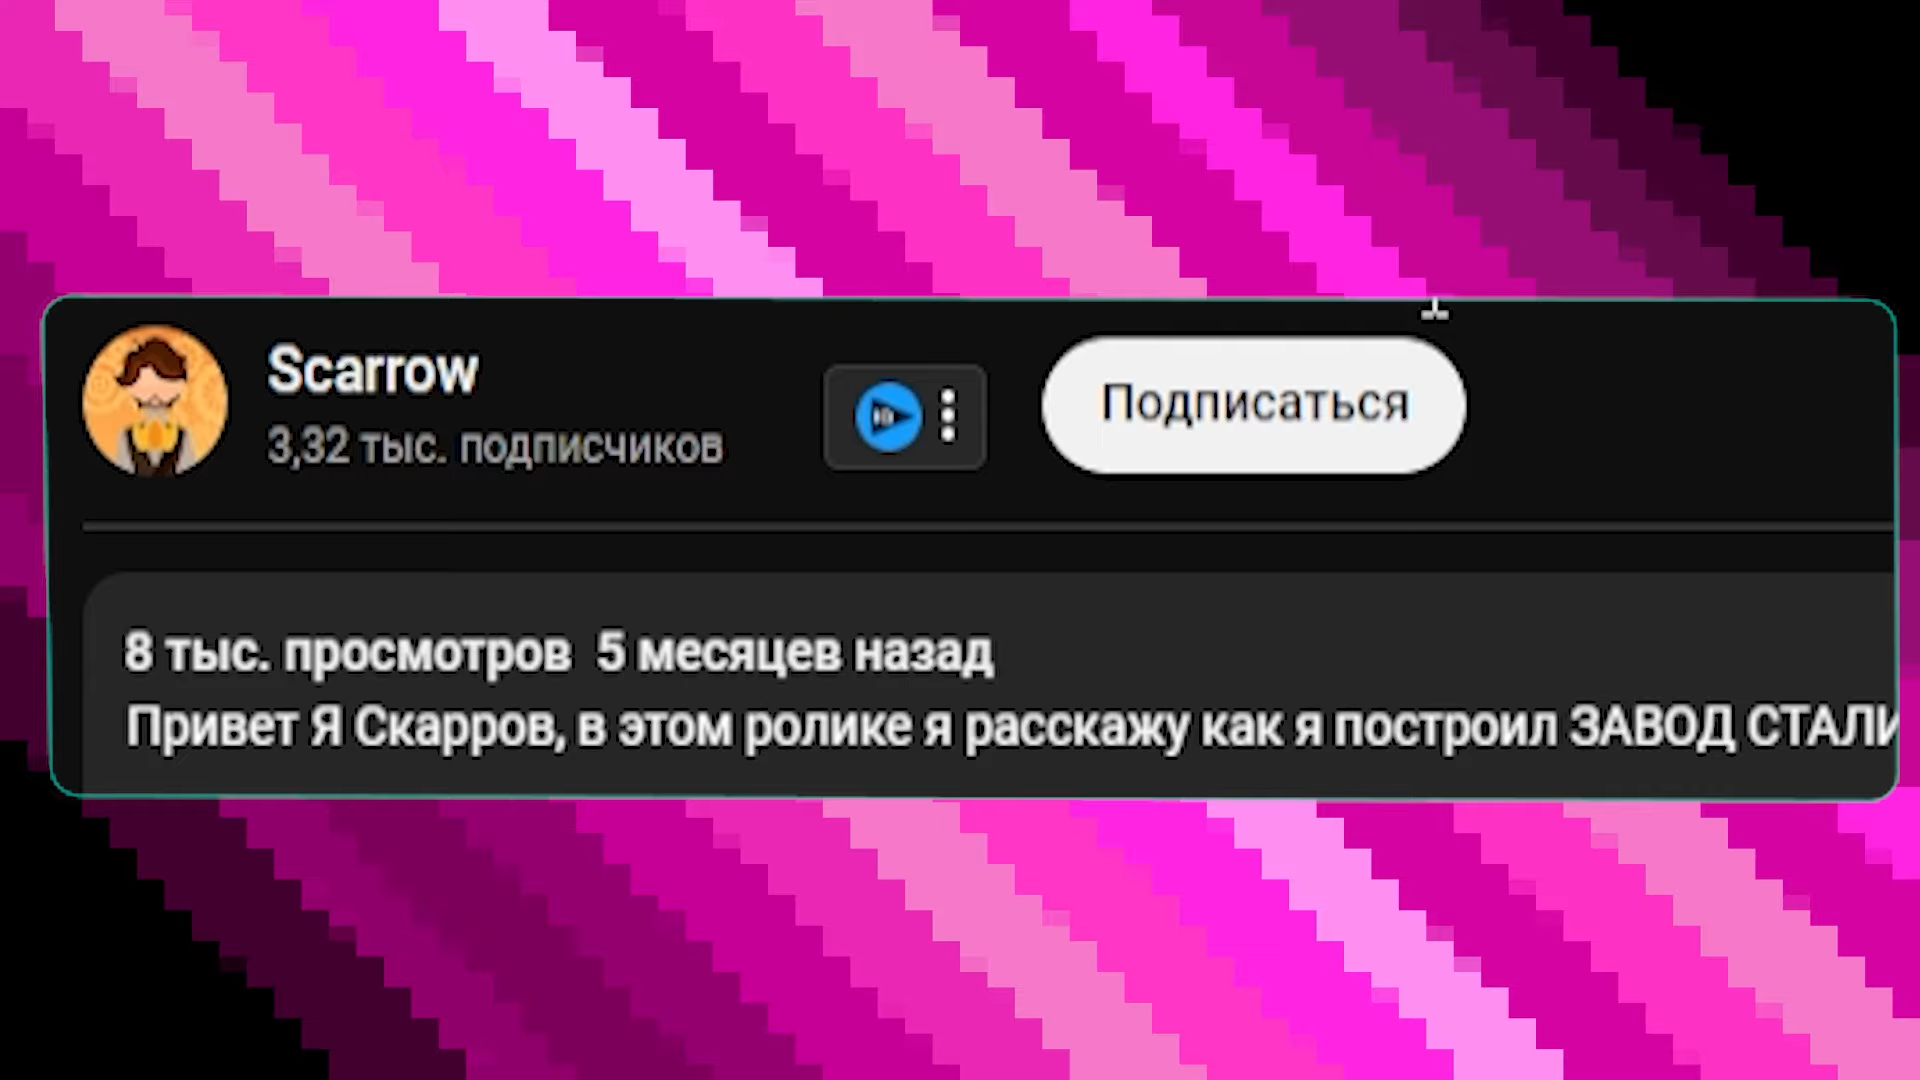 Scarrow
3,32 тыс. подписчиков
Подписаться
8 тыс. просмотров 5 месяцев назад
Привет Я Скарров, в этом ролике я расскажу как я построил ЗАВОД СТАЛИ